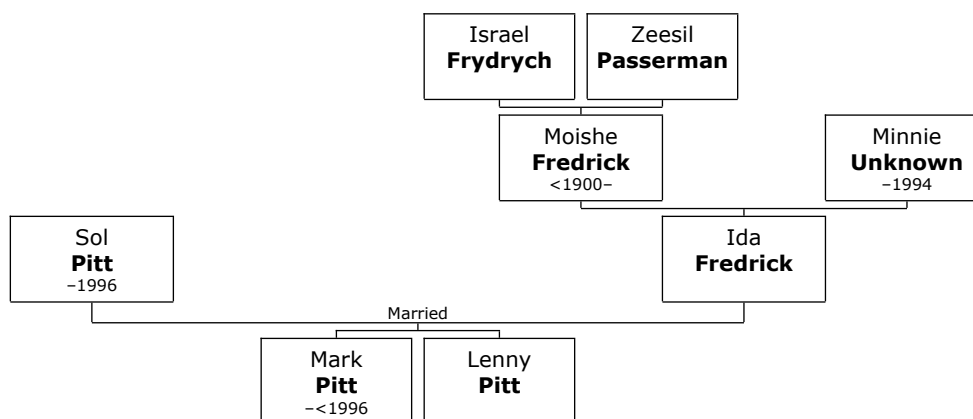 Israel
Frydrych
Zeesil
Passerman
Moishe
Fredrick
<1900–
Minnie
Unknown
–1994
Sol
Pitt
–1996
Ida
Fredrick
Married
Mark
Pitt
–<1996
Lenny
Pitt